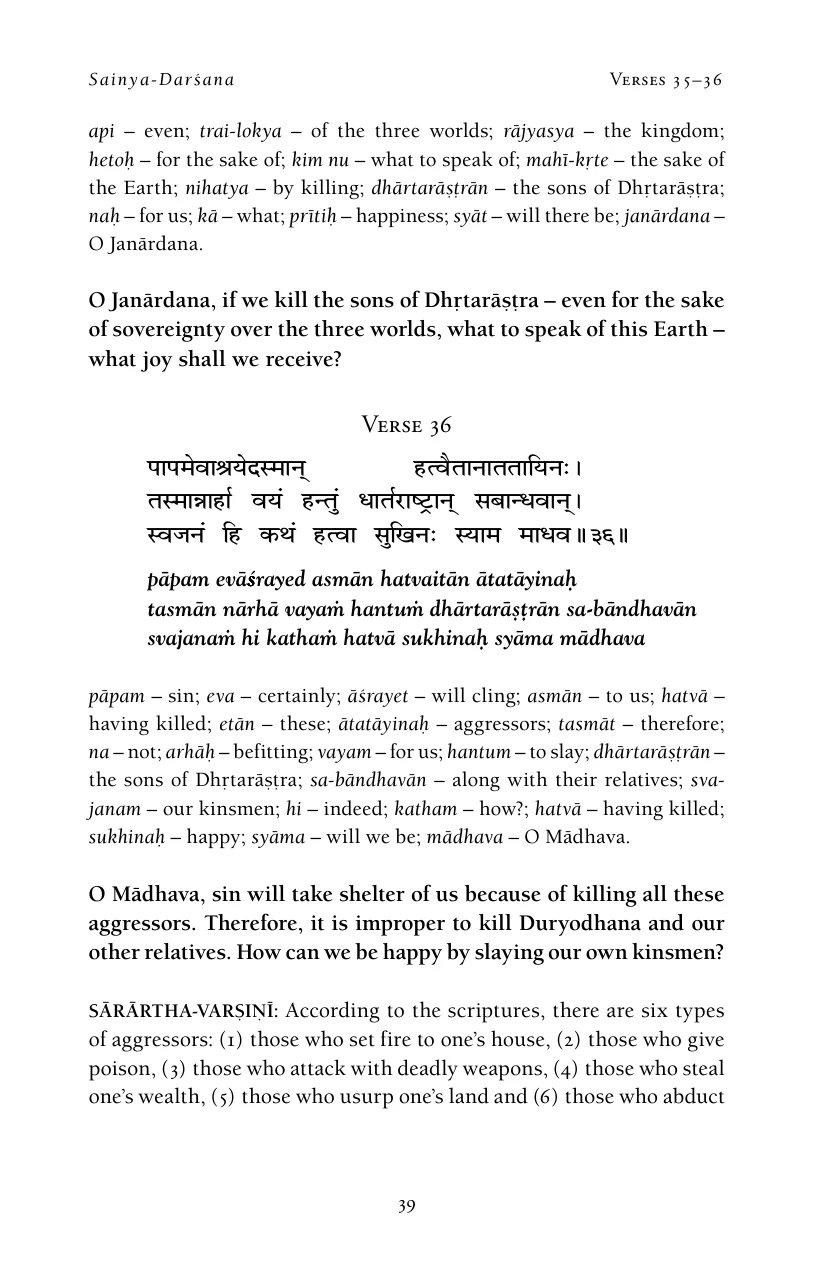 Sainya-Darśana Verses 35–36
api – even; trai-lokya – of the three worlds; rājyasya – the kingdom;
hetoḥ – for the sake of; kim nu – what to speak of; mahī-kṛte – the sake of
the Earth; nihatya – by killing; dhārtarāṣṭrān – the sons of Dhṛtarāṣṭra;
naḥ – for us; kā – what; prītiḥ – happiness; syāt – will there be; janārdana –
O Janārdana.
O Janārdana, if we kill the sons of Dhṛtarāṣṭra – even for the sake
of sovereignty over the three worlds, what to speak of this Earth –
what joy shall we receive?
Verse 36
पापमेवाश्रयेदस्मान् हत्वैतानाततायिनः।
तस्मान्नार्हा वयं हन्तुं धार्तराष्ट्रान् सबान्धवान्।
स्वजनं हि कथं हत्वा सुखिनः स्याम माधव॥३६॥
pāpam evāśrayed asmān hatvaitān ātatāyinaḥ
tasmān nārhā vayaṁ hantuṁ dhārtarāṣṭrān sa-bāndhavān
svajanaṁ hi kathaṁ hatvā sukhinaḥ syāma mādhava
pāpam – sin; eva – certainly; āśrayet – will cling; asmān – to us; hatvā –
having killed; etān – these; ātatāyinaḥ – aggressors; tasmāt – therefore;
na – not; arhāḥ – befitting; vayam – for us; hantum – to slay; dhārtarāṣṭrān –
the sons of Dhṛtarāṣṭra; sa-bāndhavān – along with their relatives; sva-
janam – our kinsmen; hi – indeed; katham – how?; hatvā – having killed;
sukhinaḥ – happy; syāma – will we be; mādhava – O Mādhava.
O Mādhava, sin will take shelter of us because of killing all these
aggressors. Therefore, it is improper to kill Duryodhana and our
other relatives. How can we be happy by slaying our own kinsmen?
SĀRĀRTHA-VARṢIṆĪ: According to the scriptures, there are six types
of aggressors: (1) those who set fire to one’s house, (2) those who give
poison, (3) those who attack with deadly weapons, (4) those who steal
one’s wealth, (5) those who usurp one’s land and (6) those who abduct
39